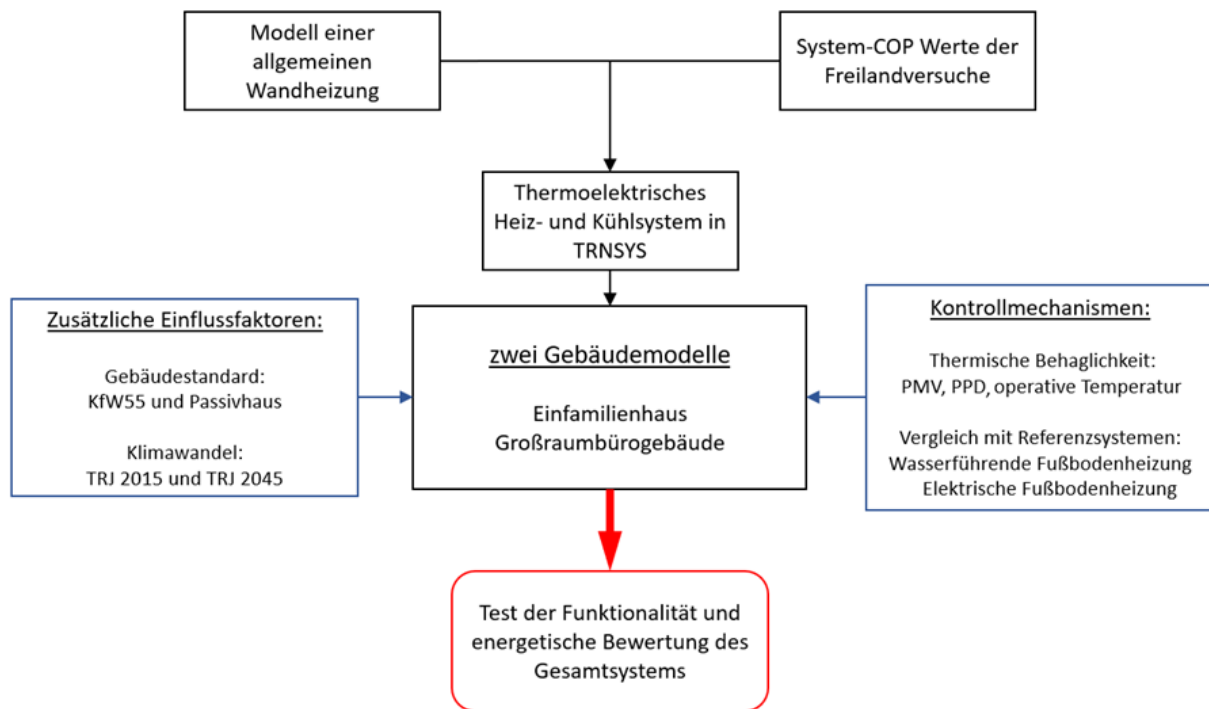 Modell einer
allgemeinen
Wandheizung
System-COP Werte der
Freilandversuche
Thermoelektrisches
Heiz- und Kühlsystem in
TRNSYS
Zusätzliche Einflussfaktoren:
Gebäudestandard:
KfW55 und Passivhaus
Klimawandel:
TRJ 2015 und TRJ 2045
zwei Gebäudemodelle
Einfamilienhaus
Großraumbürogebäude
Kontrollmechanismen:
Thermische Behaglichkeit:
PMV, PPD, operative Temperatur
Vergleich mit Referenzsystemen:
Wasserführende Fußbodenheizung
Elektrische Fußbodenheizung
Test der Funktionalität und
energetische Bewertung des
Gesamtsystems